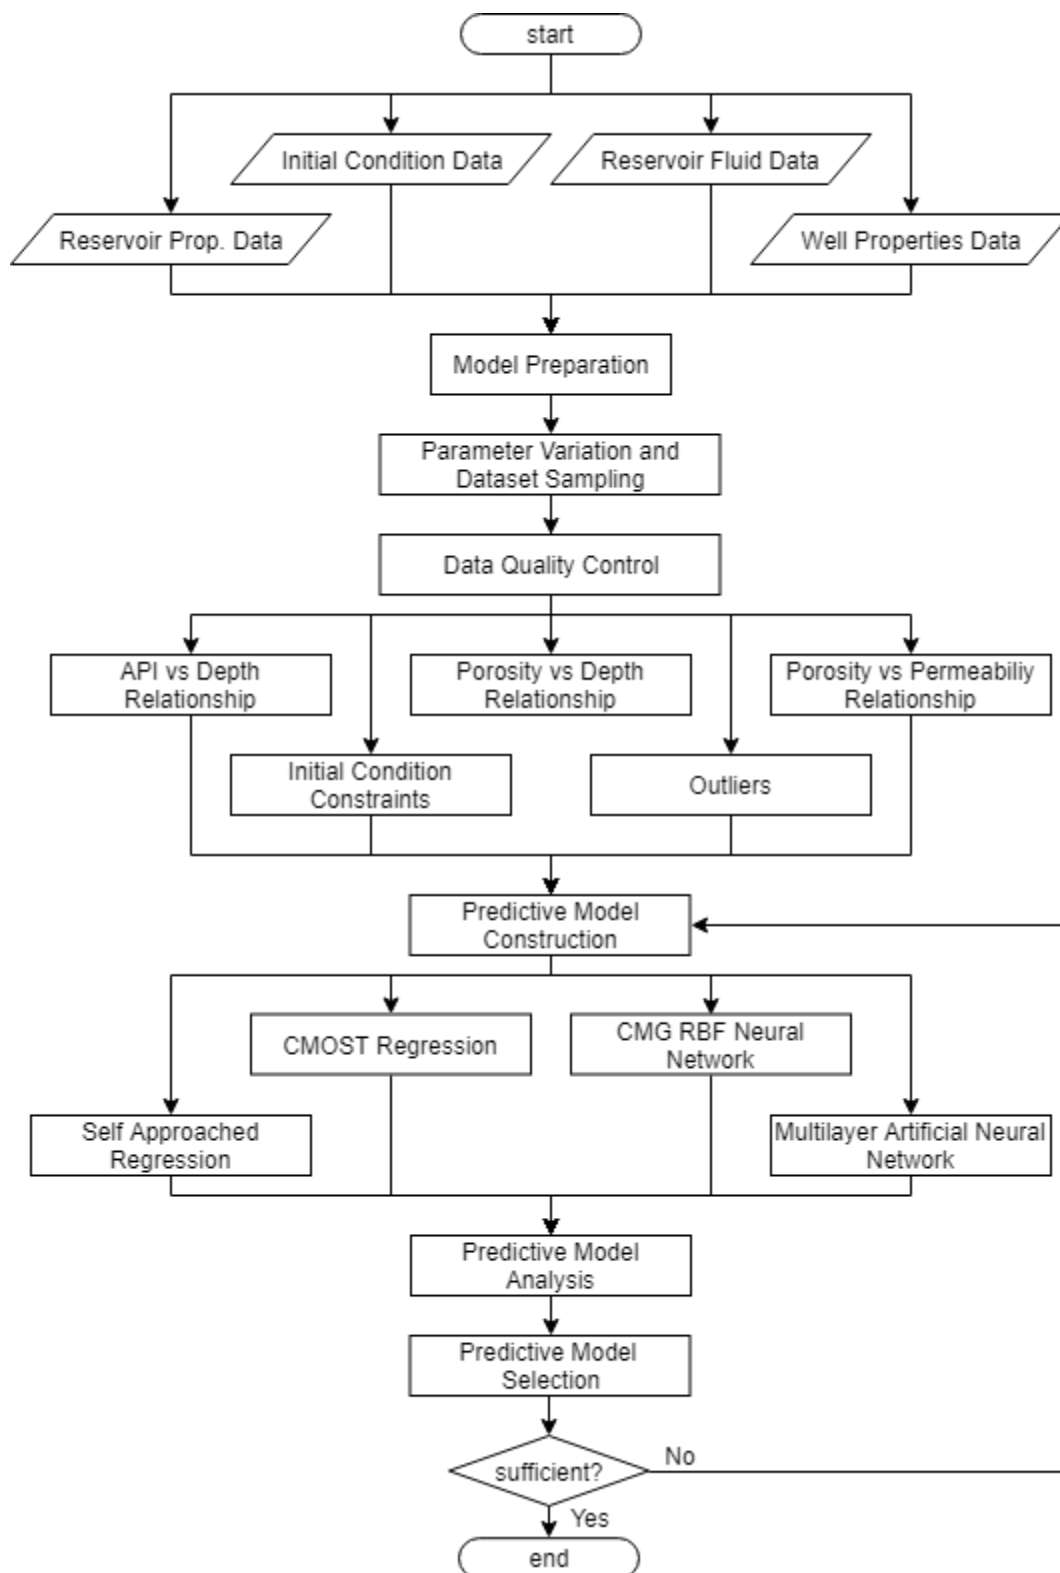 start
Initial Condition Data
Reservoir Fluid Data
Reservoir Prop. Data
Well Properties Data
Model Preparation
Parameter Variation and
Dataset Sampling
Data Quality Control
API vs Depth
Relationship
Porosity vs Depth
Relationship
Porosity vs Permeabiliy
Relationship
Initial Condition
Constraints
Outliers
Predictive Model
Construction
CMOST Regression
CMG RBF Neural
Network
Self Approached
Regression
Multilayer Artificial Neural
Network
Predictive Model
Analysis
Predictive Model
Selection
sufficient?
No
Yes
end